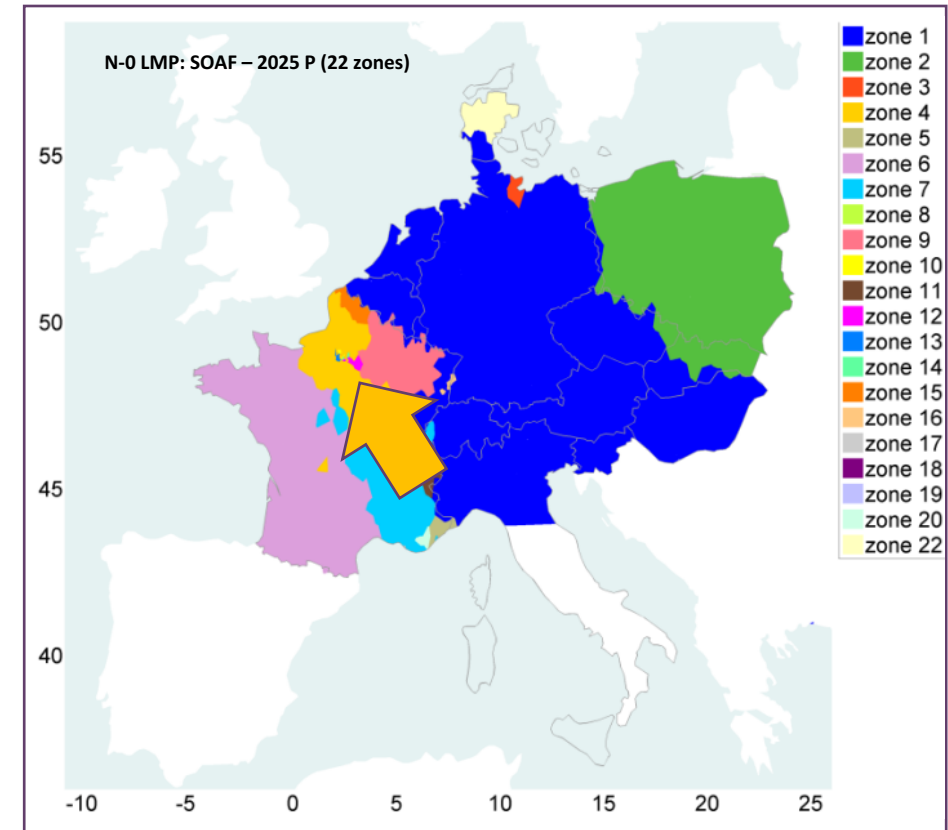 N-0 LMP: SOAF – 2025 P (22 zones)
zone 1
zone 2
zone 3
zone 4
zone 5
zone 6
zone 7
zone 8
zone 9
zone 10
zone 11
zone 12
zone 13
zone 14
zone 15
zone 16
zone 17
zone 18
zone 19
zone 20
zone 22
55
50
45
40
-10 -5 0 5 10 15 20 25